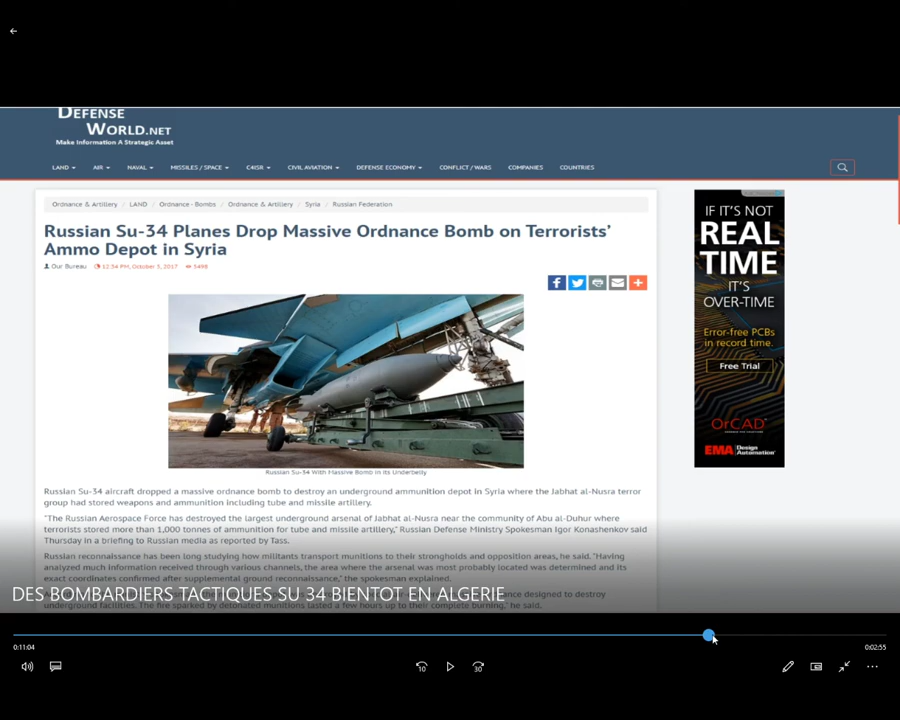 DEFENSE
WORLD.NET
Make Information A Strategic Asset
LAND AIR NAVAL MISSILES / SPACE C4ISR CIVIL AVIATION DEFENSE ECONOMY CONFLICT / WARS COMPANIES COUNTRIES
Ordnance & Artillery / LAND / Ordnance - Bombs / Ordnance & Artillery / Syria / Russian Federation
Russian Su-34 Planes Drop Massive Ordnance Bomb on Terrorists'
Ammo Depot in Syria
Our Bureau 12:34 PM, October 5, 2017 5498
Russian Su-34 With Massive Bomb in its Underbelly
Russian Su-34 aircraft dropped a massive ordnance bomb to destroy an underground ammunition depot in Syria where the Jabhat al-Nusra terror
group had stored weapons and ammunition including tube and missile artillery.
"The Russian Aerospace Force has destroyed the largest underground arsenal of Jabhat al-Nusra near the community of Abu al-Duhur where
terrorists stored more than 1,000 tonnes of ammunition for tube and missile artillery," Russian Defense Ministry Spokesman Igor Konashenkov said
Thursday in a briefing to Russian media as reported by Tass.
Russian reconnaissance has been long studying how militants transport munitions to their strongholds and opposition areas, he said. "Having
analyzed much information received through various channels, the area where the arsenal was most probably located was determined and its
exact coordinates confirmed after supplemental ground reconnaissance," the spokesman explained.
designed to destroy
underground facilities. The fire sparked by detonated munitions lasted a few hours up to their complete burning," he said.
IF IT'S NOT
REAL
TIME
IT'S
OVER-TIME
Error-free PCBs
in record time.
Free Trial
OrCAD
EMA Design
Automation
DES BOMBARDIERS TACTIQUES SU 34 BIENTOT EN ALGERIE
0:11:04 0:02:55
10 30